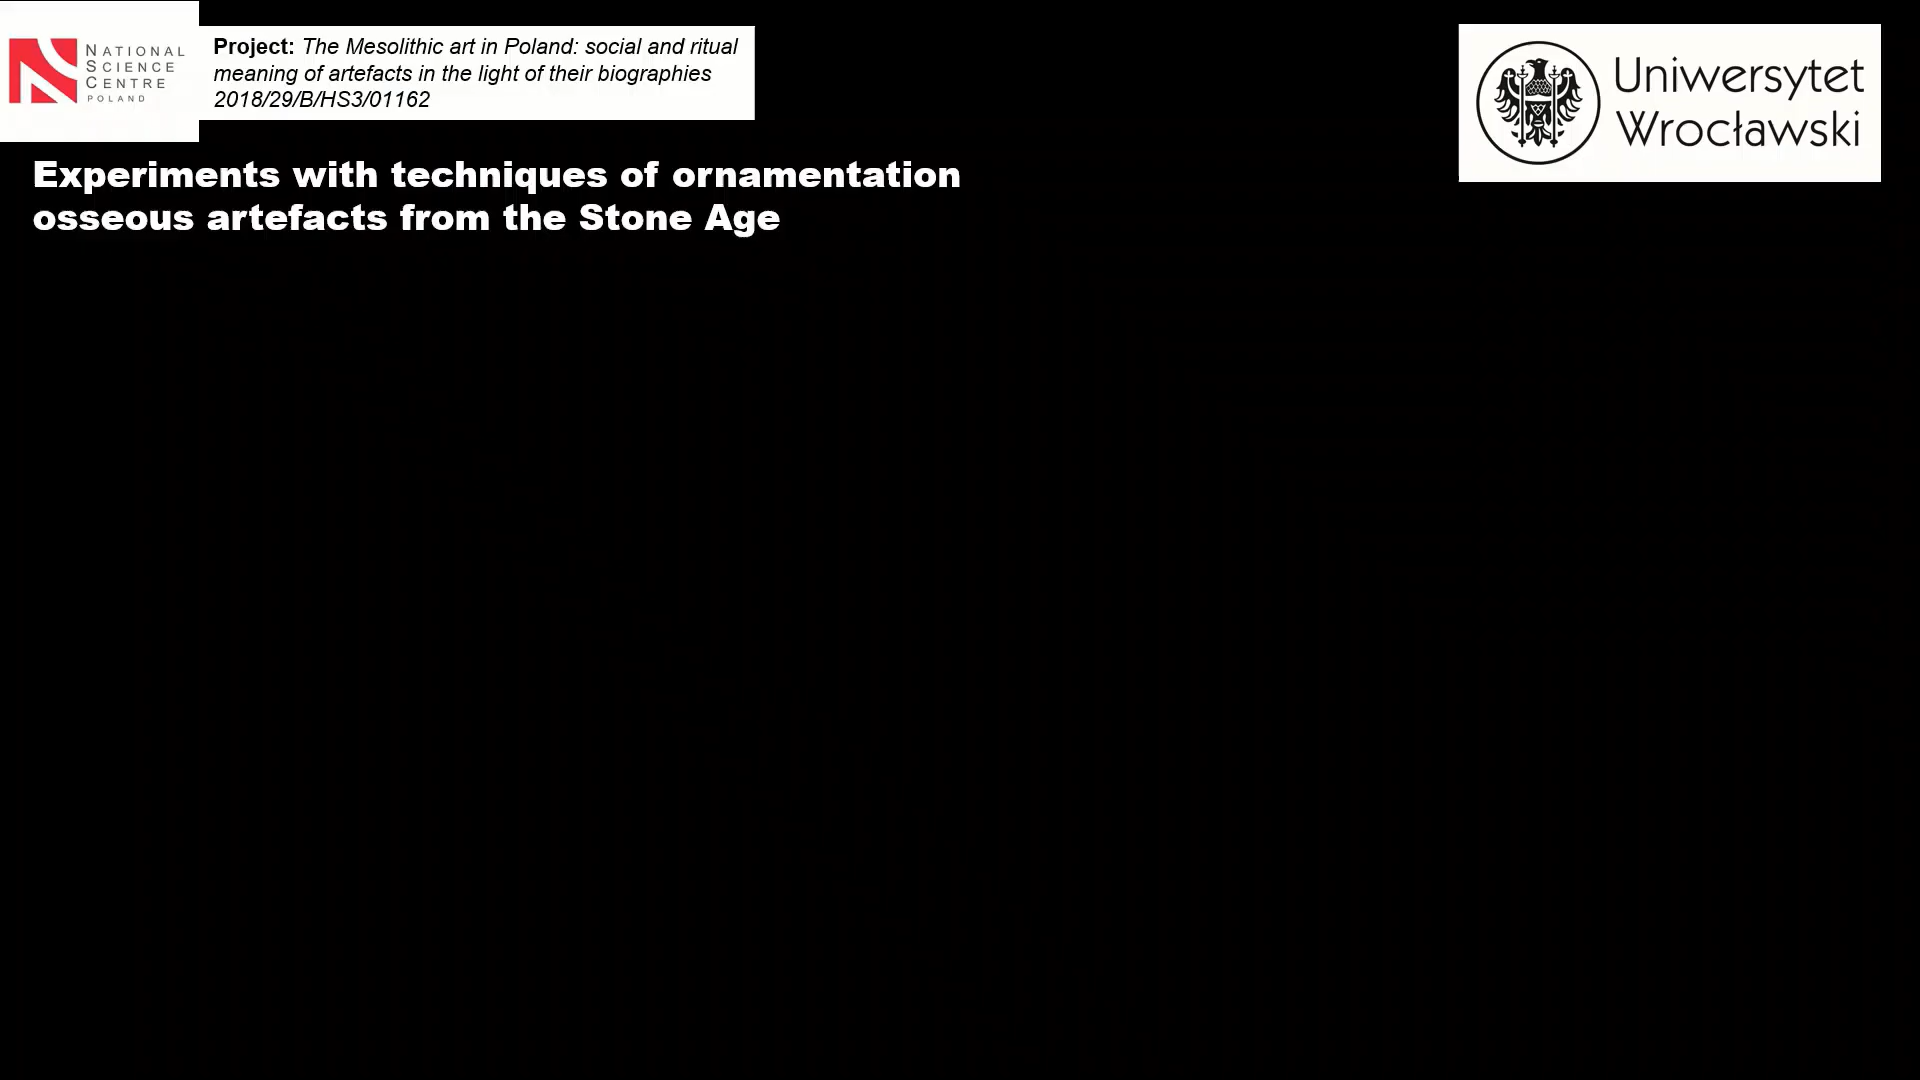 NATIONAL
SCIENCE
CENTRE
POLAND
Project: The Mesolithic art in Poland: social and ritual
meaning of artefacts in the light of their biographies
2018/29/B/HS3/01162
Uniwersytet
Wrocławski
Experiments with techniques of ornamentation
osseous artefacts from the Stone Age